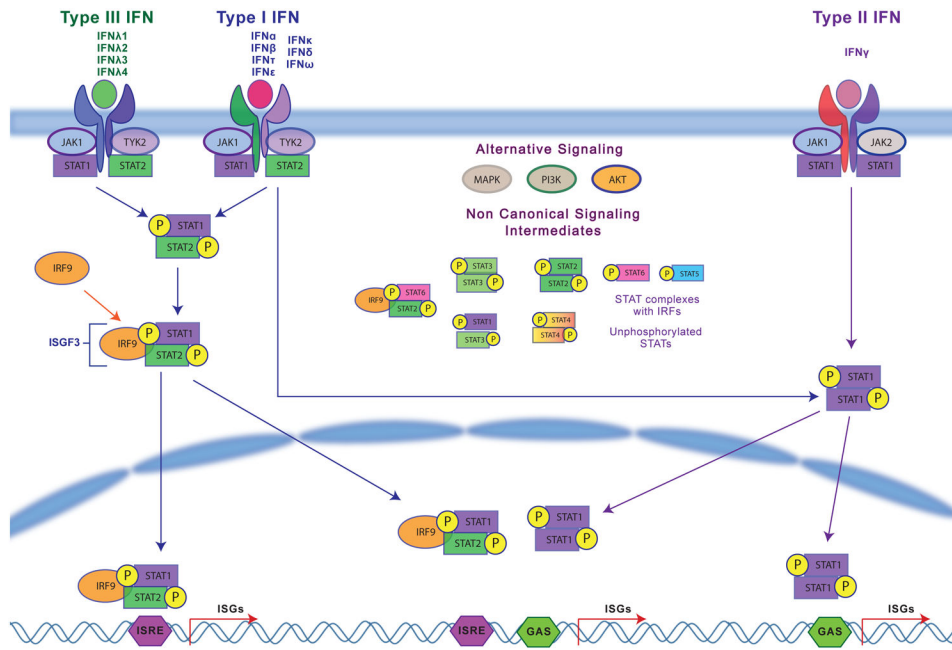 Type III IFN
IFNλ1
IFNλ2
IFNλ3
IFNλ4
Type I IFN
IFNα
IFNβ
IFNτ
IFNε
IFNκ
IFNδ
IFNω
Type II IFN
IFNγ
JAK1
TYK2
STAT1
STAT2
JAK1
TYK2
STAT1
STAT2
JAK1
JAK2
STAT1
STAT1
Alternative Signaling
MAPK
PI3K
AKT
Non Canonical Signaling
Intermediates
P
STAT1
STAT2
P
IRF9
ISGF3
IRF9
P
STAT1
STAT2
P
IRF9
P
STAT6
STAT2
P
P
STAT3
STAT3
P
P
STAT2
STAT2
P
P
STAT6
P
STAT5
P
STAT1
STAT3
P
P
STAT4
STAT4
P
STAT complexes
with IRFs
Unphosphorylated
STATs
P
STAT1
STAT1
P
IRF9
P
STAT1
STAT2
P
P
STAT1
STAT1
P
IRF9
P
STAT1
STAT2
P
P
STAT1
STAT1
P
ISRE
ISGs
ISRE
GAS
ISGs
GAS
ISGs